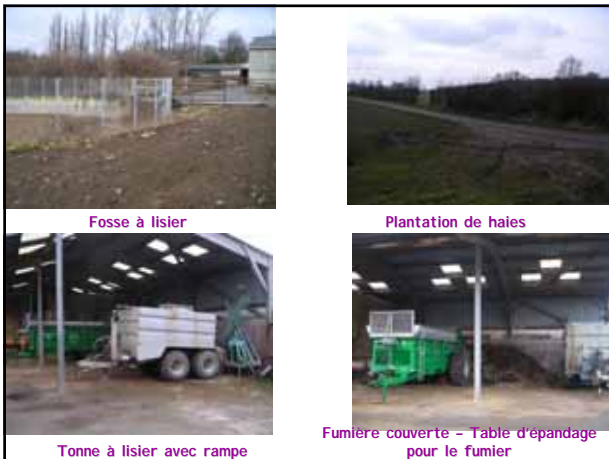 Fosse à lisier
Plantation de haies
Tonne à lisier avec rampe
Fumière couverte – Table d'épandage
pour le fumier